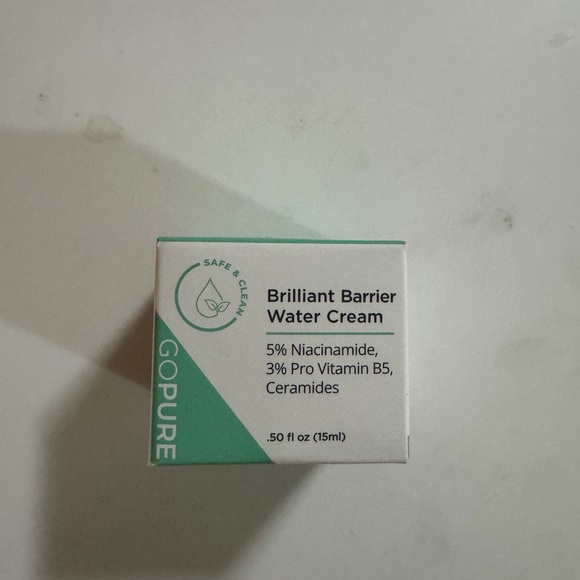 SAFE & CLEAN
Brilliant Barrier
Water Cream
5% Niacinamide,
3% Pro Vitamin B5,
Ceramides
.50 fl oz (15ml)
GOPURE